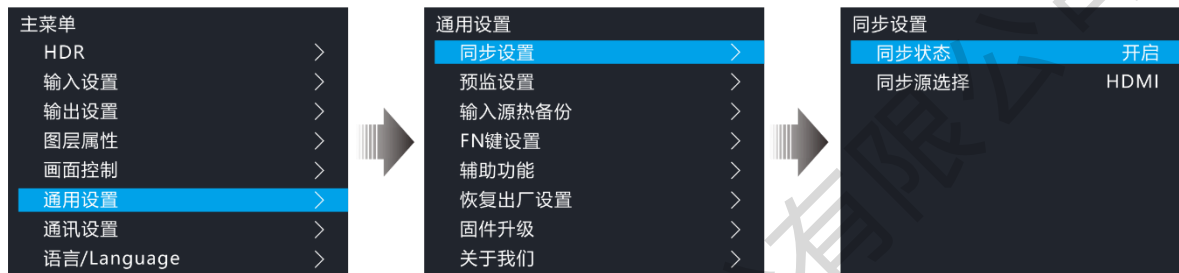 主菜单
HDR
输入设置
输出设置
图层属性
画面控制
通用设置
通讯设置
语言/Language
通用设置
同步设置
预监设置
输入源热备份
FN键设置
辅助功能
恢复出厂设置
固件升级
关于我们
同步设置
同步状态 开启
同步源选择 HDMI
有限